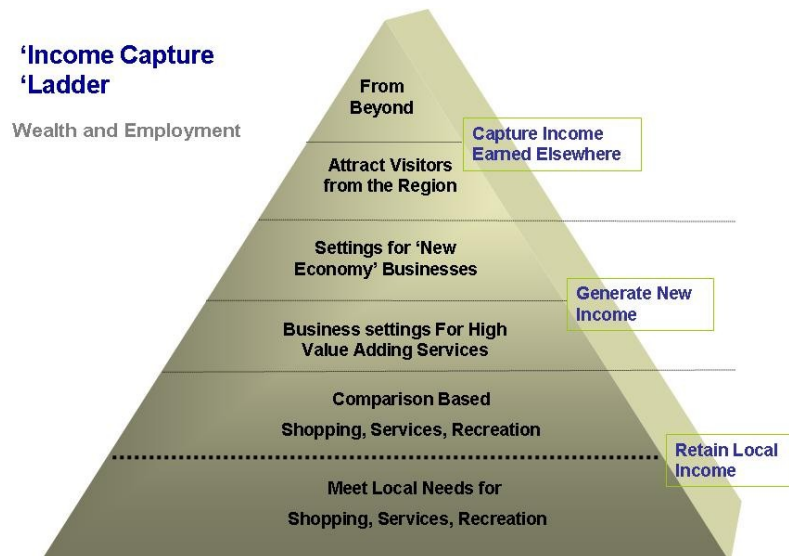 ‘Income Capture
‘Ladder
Wealth and Employment
From
Beyond
Capture Income
Earned Elsewhere
Attract Visitors
from the Region
Settings for ‘New
Economy’ Businesses
Generate New
Income
Business settings For High
Value Adding Services
Comparison Based
Shopping, Services, Recreation
Retain Local
Income
Meet Local Needs for
Shopping, Services, Recreation